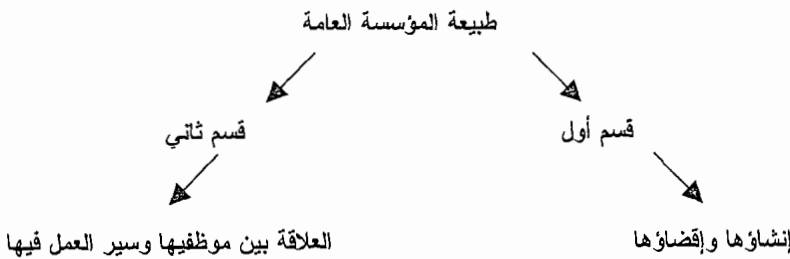 طبيعة المؤسسة العامة
قسم أول
قسم ثاني
إنشاؤها وإقضاؤها
العلاقة بين موظفيها وسير العمل فيها